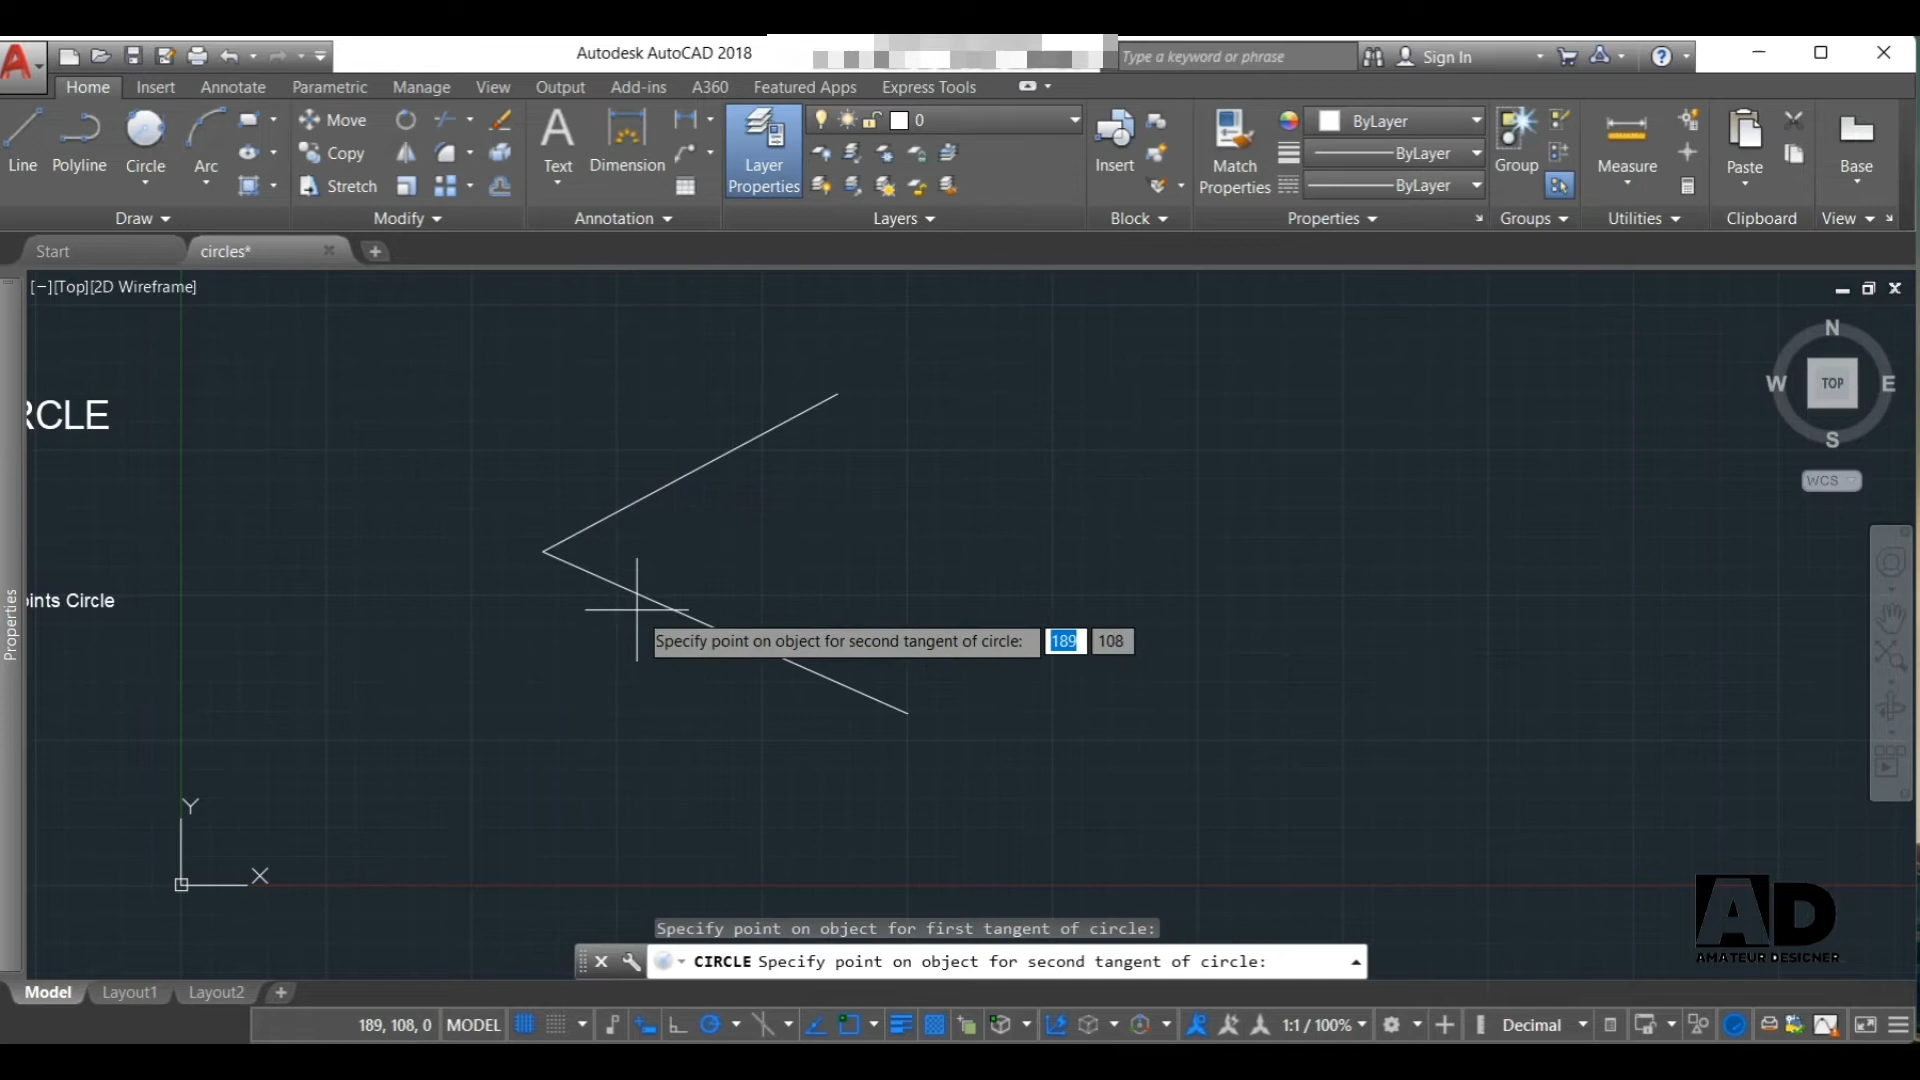 Autodesk AutoCAD 2018
Type a keyword or phrase
Sign In
Home Insert Annotate Parametric Manage View Output Add-ins A360 Featured Apps Express Tools
Line Polyline Circle Arc
Move
Copy
Stretch
Text Dimension
Layer Properties
0
Insert
Match Properties
ByLayer
ByLayer
ByLayer
Group
Measure
Paste
Base
Draw Modify Annotation Layers Block Properties Groups Utilities Clipboard View
Start circles*
[−][Top][2D Wireframe]
N
W TOP E
S
WCS
RCLE
oints Circle
Properties
Specify point on object for second tangent of circle: 189 108
Y
X
AD
AMATEUR DESIGNER
Specify point on object for first tangent of circle:
CIRCLE Specify point on object for second tangent of circle:
Model Layout1 Layout2
189, 108, 0 MODEL 1:1 / 100% Decimal